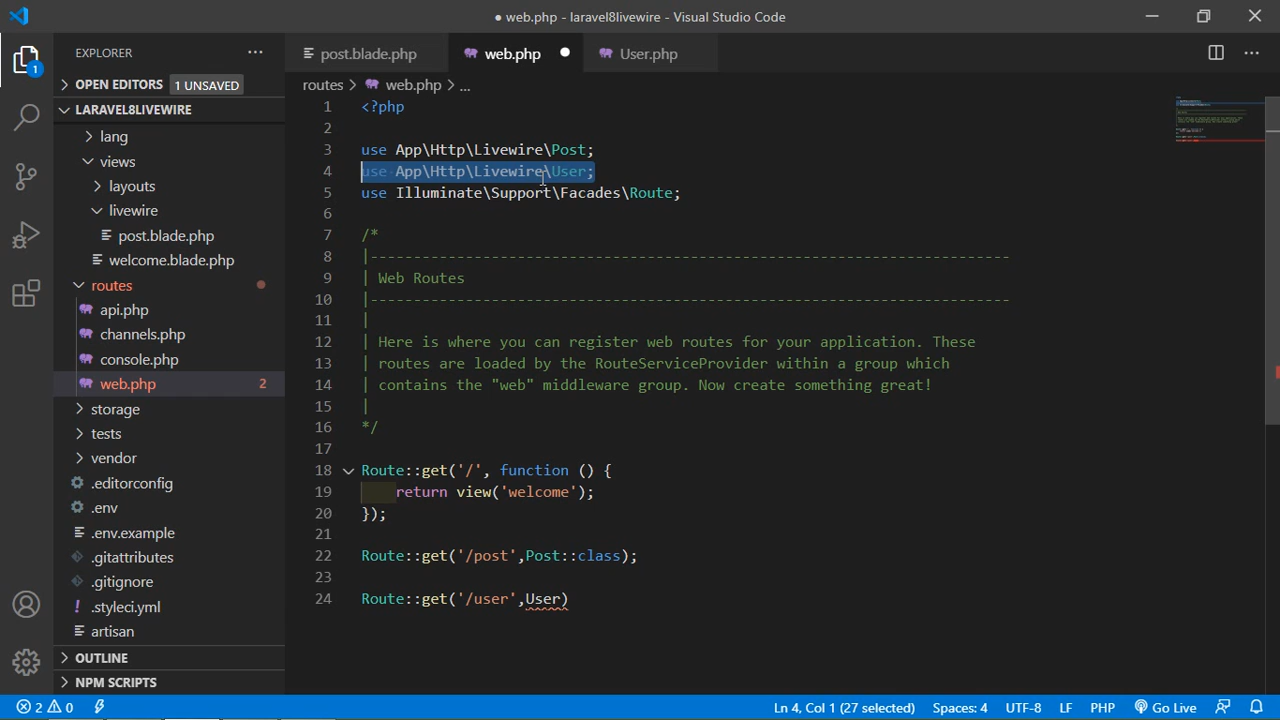 ● web.php - laravel8livewire - Visual Studio Code
EXPLORER
1
OPEN EDITORS 1 UNSAVED
LARAVEL8LIVEWIRE
lang
views
layouts
livewire
post.blade.php
welcome.blade.php
routes
api.php
channels.php
console.php
web.php 2
storage
tests
vendor
.editorconfig
.env
.env.example
.gitattributes
.gitignore
.styleci.yml
artisan
OUTLINE
NPM SCRIPTS
post.blade.php web.php User.php
routes > web.php > ...
1 <?php
2
3 use App\Http\Livewire\Post;
4 use App\Http\Livewire\User;
5 use Illuminate\Support\Facades\Route;
6
7 /*
8 |--------------------------------------------------------------------------
9 | Web Routes
10 |--------------------------------------------------------------------------
11 |
12 | Here is where you can register web routes for your application. These
13 | routes are loaded by the RouteServiceProvider within a group which
14 | contains the "web" middleware group. Now create something great!
15 |
16 */
17
18 Route::get('/', function () {
19 return view('welcome');
20 });
21
22 Route::get('/post',Post::class);
23
24 Route::get('/user',User)
2 0 Ln 4, Col 1 (27 selected) Spaces: 4 UTF-8 LF PHP Go Live